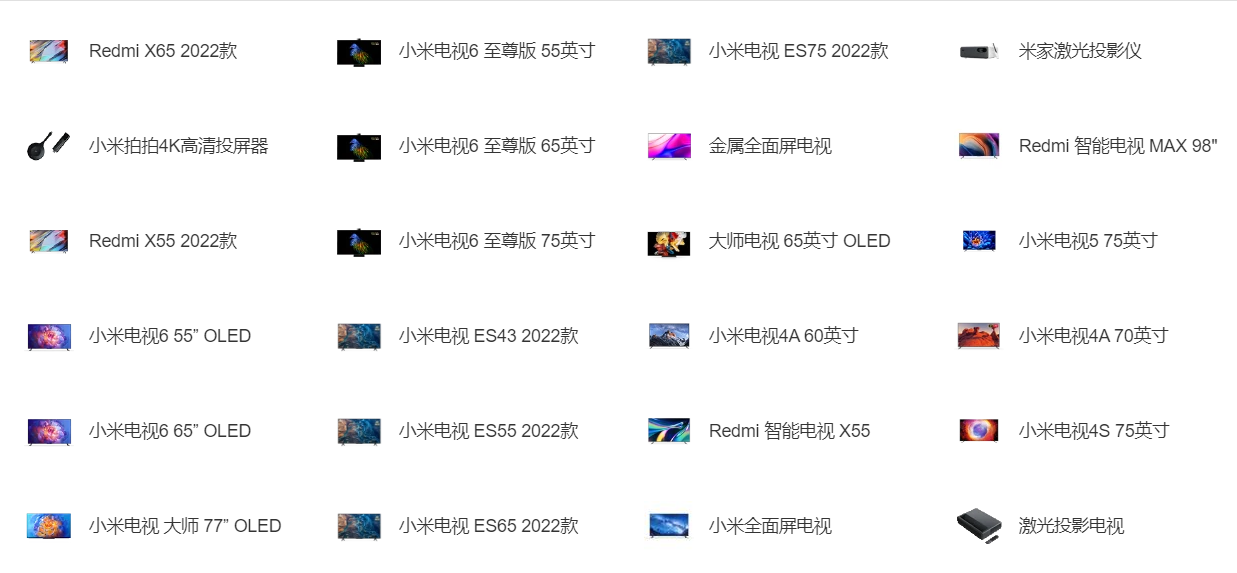 Redmi X65 2022款
小米电视6 至尊版 55英寸
小米电视 ES75 2022款
米家激光投影仪
小米拍拍4K高清投屏器
小米电视6 至尊版 65英寸
金属全面屏电视
Redmi 智能电视 MAX 98"
Redmi X55 2022款
小米电视6 至尊版 75英寸
大师电视 65英寸 OLED
小米电视5 75英寸
小米电视6 55” OLED
小米电视 ES43 2022款
小米电视4A 60英寸
小米电视4A 70英寸
小米电视6 65” OLED
小米电视 ES55 2022款
Redmi 智能电视 X55
小米电视4S 75英寸
小米电视 大师 77” OLED
小米电视 ES65 2022款
小米全面屏电视
激光投影电视